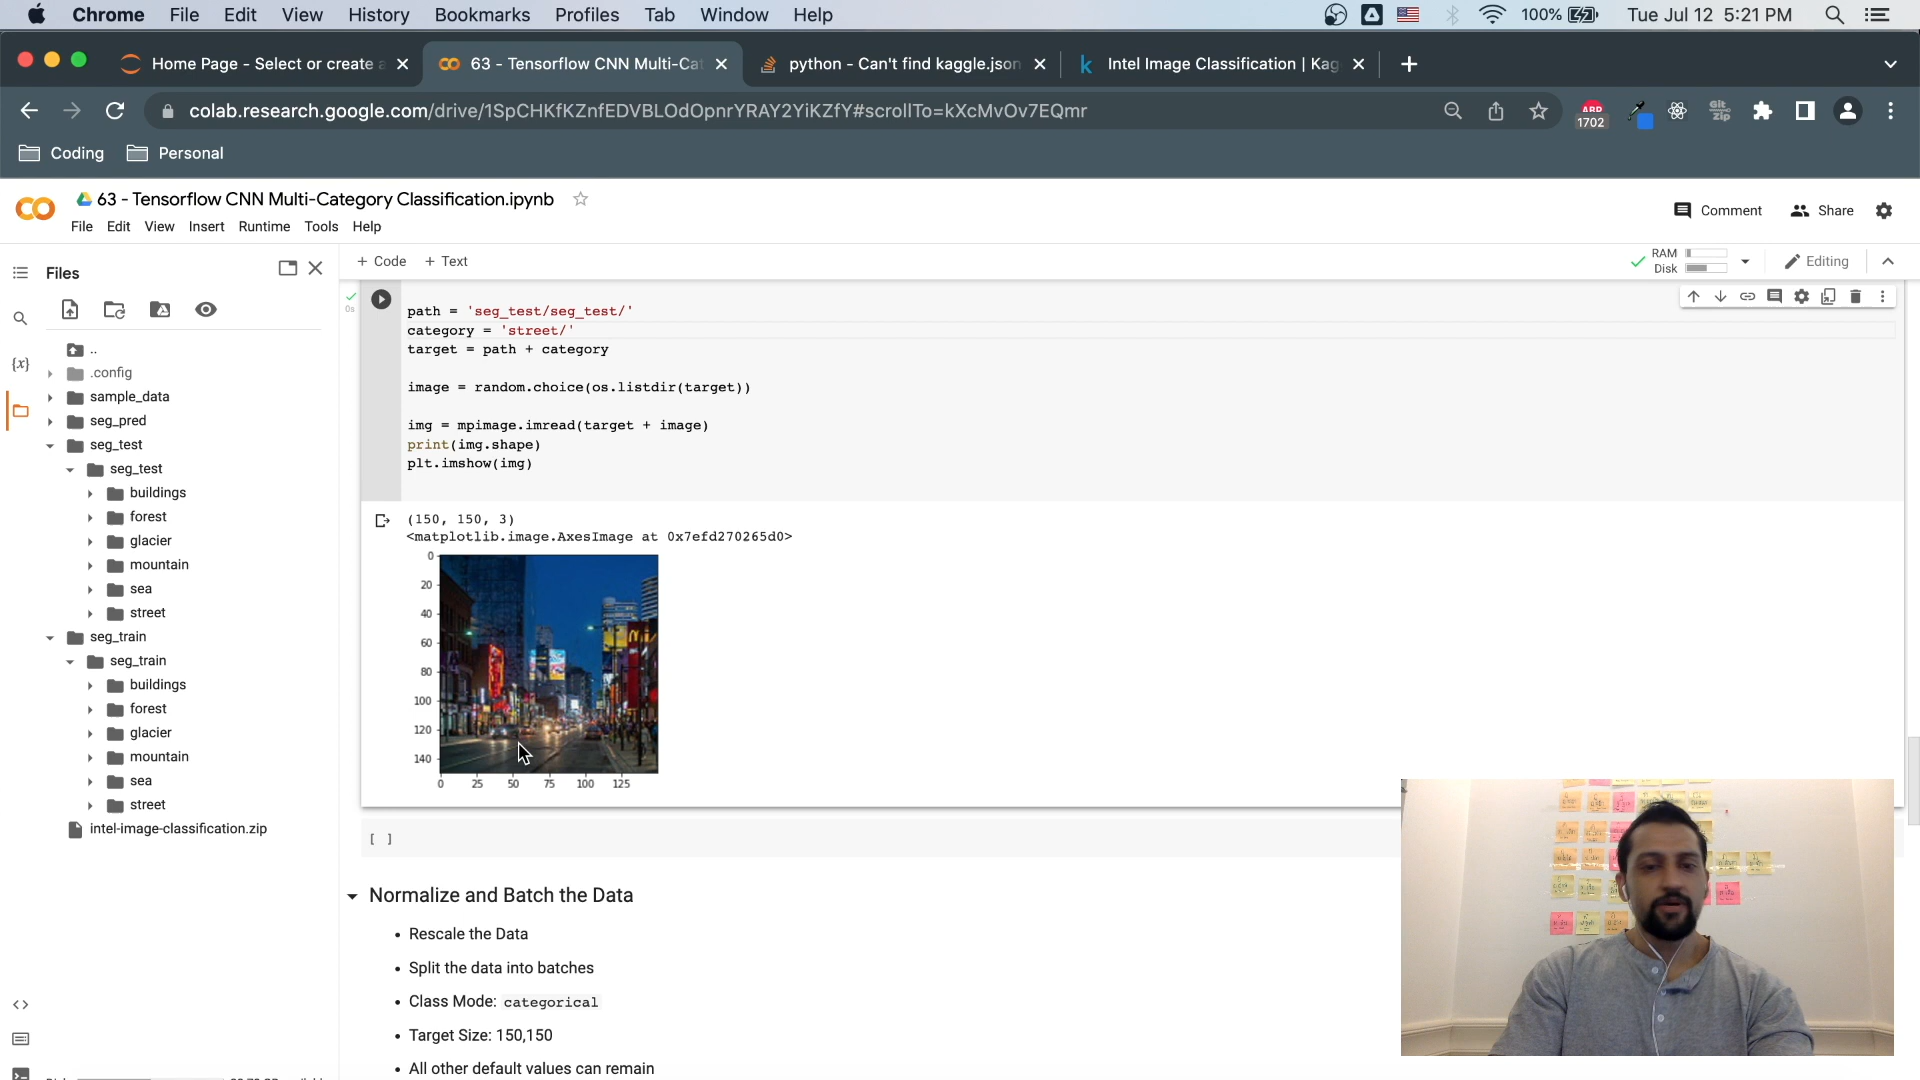 Chrome File Edit View History Bookmarks Profiles Tab Window Help 100% Tue Jul 12 5:21 PM
Home Page - Select or create a
63 - Tensorflow CNN Multi-Cat
python - Can't find kaggle.json
Intel Image Classification | Kag
colab.research.google.com/drive/1SpCHKfKZnfEDVBLOdOpnrYRAY2YiKZfY#scrollTo=kXcMvOv7EQmr
ABP
1702
Git
Zip
Coding Personal
63 - Tensorflow CNN Multi-Category Classification.ipynb
Comment Share
File Edit View Insert Runtime Tools Help
Files
+ Code + Text
RAM
Disk
Editing
..
.config
sample_data
seg_pred
seg_test
seg_test
buildings
forest
glacier
mountain
sea
street
seg_train
seg_train
buildings
forest
glacier
mountain
sea
street
intel-image-classification.zip
{x}
<>
0s
path = 'seg_test/seg_test/'
category = 'street/'
target = path + category
image = random.choice(os.listdir(target))
img = mpimage.imread(target + image)
print(img.shape)
plt.imshow(img)
(150, 150, 3)
<matplotlib.image.AxesImage at 0x7efd270265d0>
0
20
40
60
80
100
120
140
0 25 50 75 100 125
[ ]
Normalize and Batch the Data
• Rescale the Data
• Split the data into batches
• Class Mode: categorical
• Target Size: 150,150
• All other default values can remain